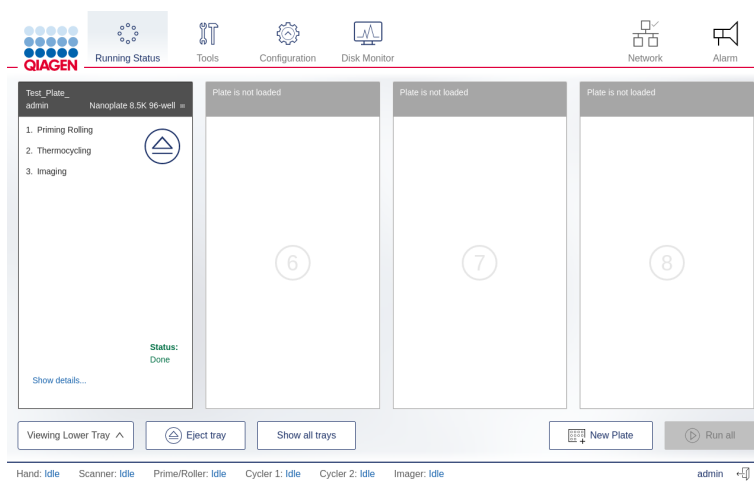 QIAGEN
Running Status
Tools
Configuration
Disk Monitor
Network
Alarm
Test_Plate_
admin Nanoplate 8.5K 96-well
1. Priming Rolling
2. Thermocycling
3. Imaging
Status:
Done
Show details...
Plate is not loaded
6
Plate is not loaded
7
Plate is not loaded
8
Viewing Lower Tray
Eject tray
Show all trays
New Plate
Run all
Hand: Idle Scanner: Idle Prime/Roller: Idle Cycler 1: Idle Cycler 2: Idle Imager: Idle
admin